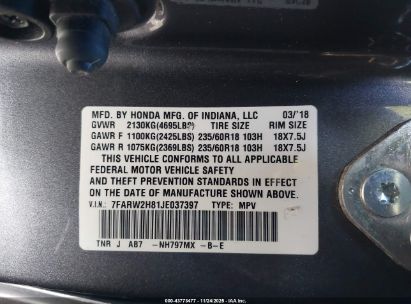 MFD. BY HONDA MFG. OF INDIANA, LLC 03/'18
GVWR 2130KG(4695LBS) TIRE SIZE RIM SIZE
GAWR F 1100KG(2425LBS) 235/60R18 103H 18X7.5J
GAWR R 1075KG(2369LBS) 235/60R18 103H 18X7.5J
THIS VEHICLE CONFORMS TO ALL APPLICABLE
FEDERAL MOTOR VEHICLE SAFETY
AND THEFT PREVENTION STANDARDS IN EFFECT
ON THE DATE OF MANUFACTURE SHOWN ABOVE.
V.I.N.: 7FARW2H81JE037397 TYPE: MPV
TNR J AB7 -NH797MX -B-E